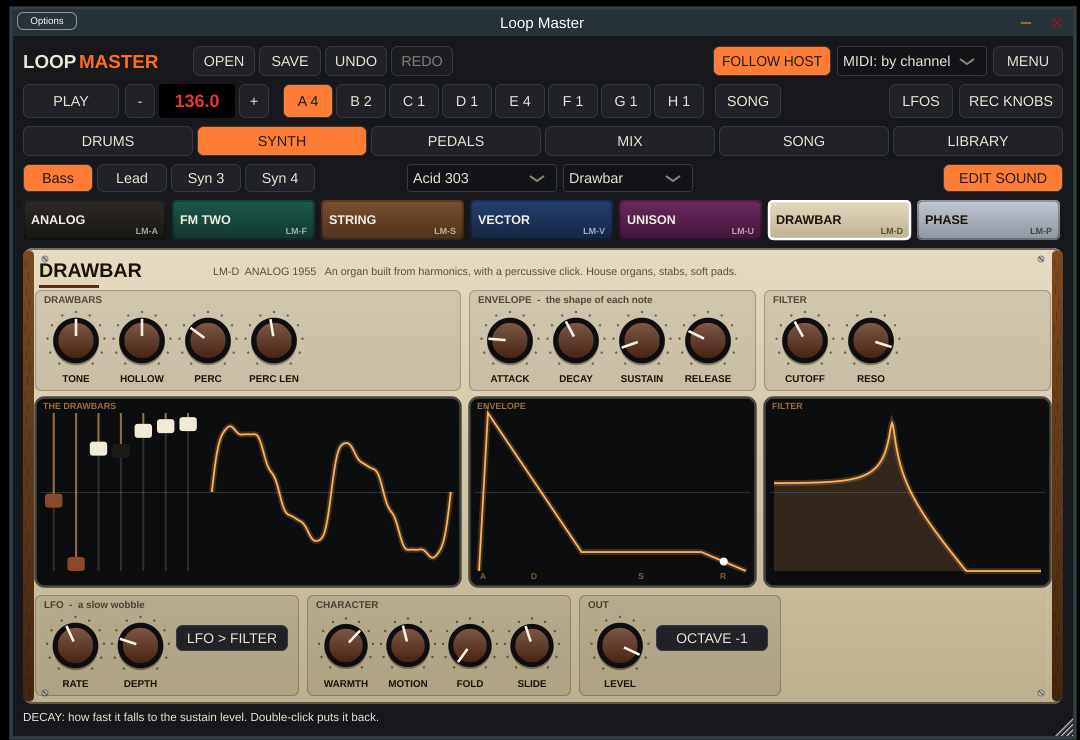 Options
Loop Master
LOOPMASTER OPEN SAVE UNDO REDO FOLLOW HOST MIDI: by channel MENU
PLAY - 136.0 + A 4 B 2 C 1 D 1 E 4 F 1 G 1 H 1 SONG LFOS REC KNOBS
DRUMS SYNTH PEDALS MIX SONG LIBRARY
Bass Lead Syn 3 Syn 4 Acid 303 Drawbar EDIT SOUND
ANALOG LM-A FM TWO LM-F STRING LM-S VECTOR LM-V UNISON LM-U DRAWBAR LM-D PHASE LM-P
DRAWBAR LM-D ANALOG 1955 An organ built from harmonics, with a percussive click. House organs, stabs, soft pads.
DRAWBARS ENVELOPE - the shape of each note FILTER
TONE HOLLOW PERC PERC LEN ATTACK DECAY SUSTAIN RELEASE CUTOFF RESO
THE DRAWBARS ENVELOPE FILTER
A D S R
LFO - a slow wobble CHARACTER OUT
LFO > FILTER OCTAVE -1
RATE DEPTH WARMTH MOTION FOLD SLIDE LEVEL
DECAY: how fast it falls to the sustain level. Double-click puts it back.